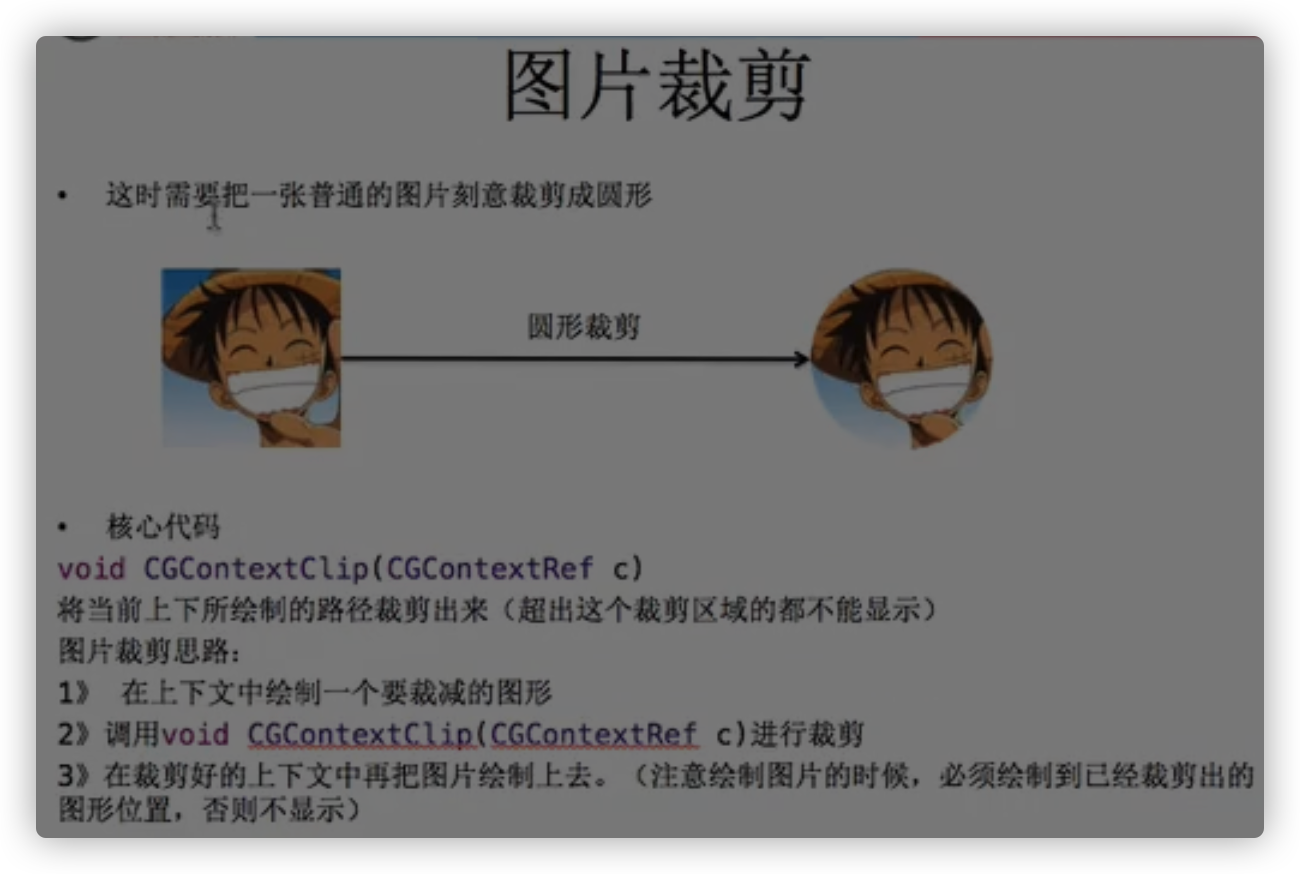 图片裁剪
• 这时需要把一张普通的图片刻意裁剪成圆形
圆形裁剪
• 核心代码
void CGContextClip(CGContextRef c)
将当前上下所绘制的路径裁剪出来（超出这个裁剪区域的都不能显示）
图片裁剪思路：
1》 在上下文中绘制一个要裁减的图形
2》调用void CGContextClip(CGContextRef c)进行裁剪
3》在裁剪好的上下文中再把图片绘制上去。（注意绘制图片的时候，必须绘制到已经裁剪出的
图形位置，否则不显示）